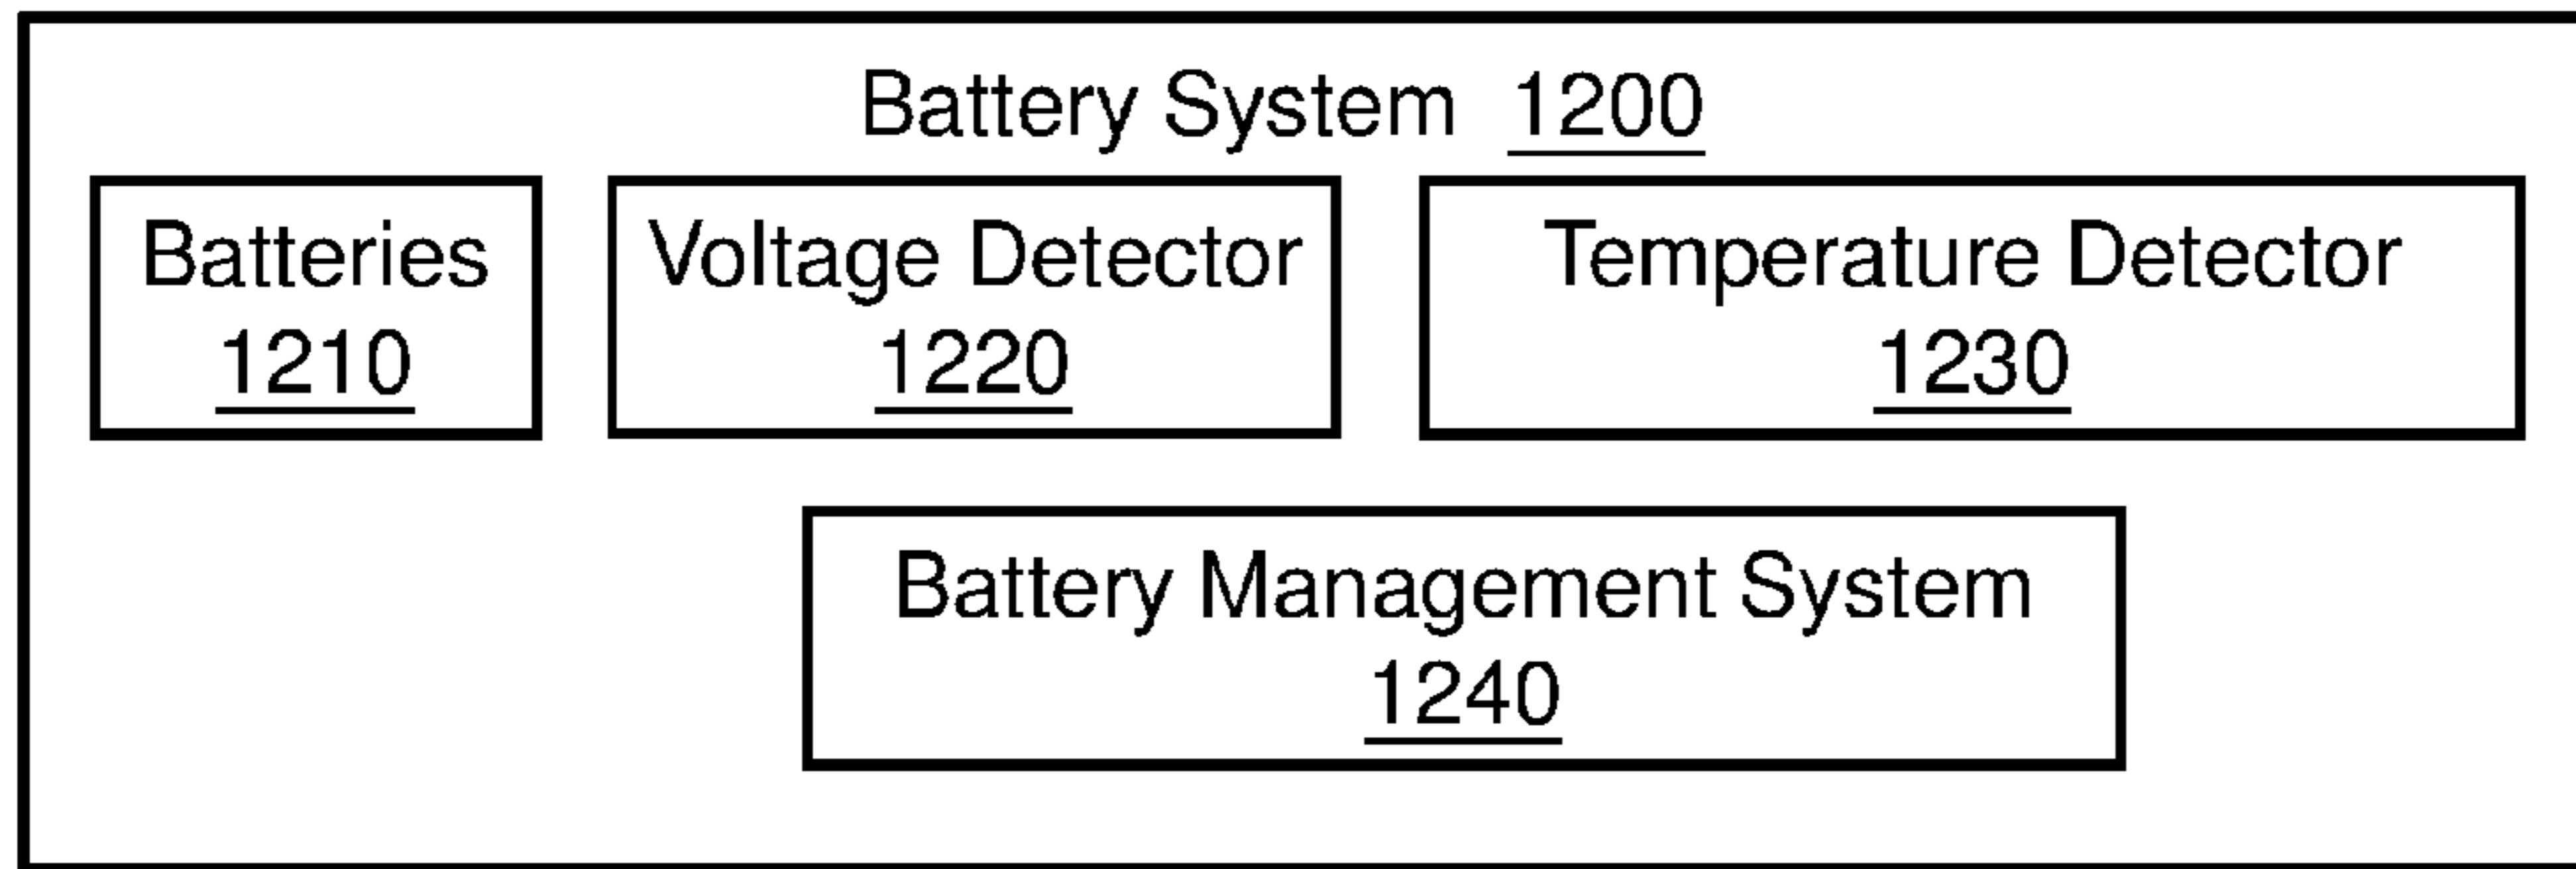 Battery System 1200
Batteries
1210
Voltage Detector
1220
Temperature Detector
1230
Battery Management System
1240